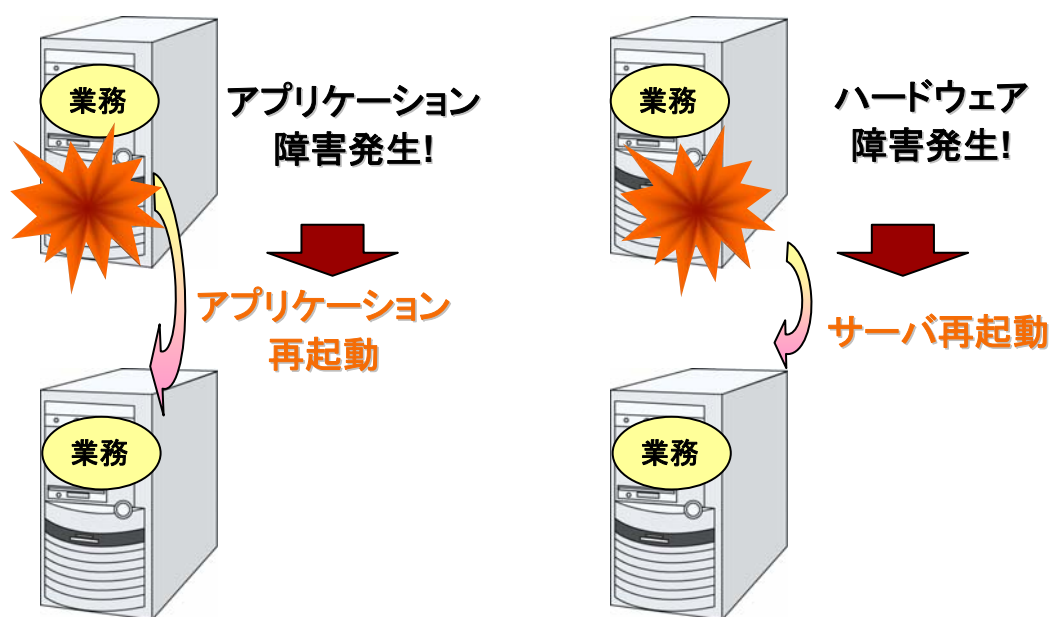 業務
アプリケーション
障害発生!
アプリケーション
再起動
業務
業務
ハードウェア
障害発生!
サーバ再起動
業務